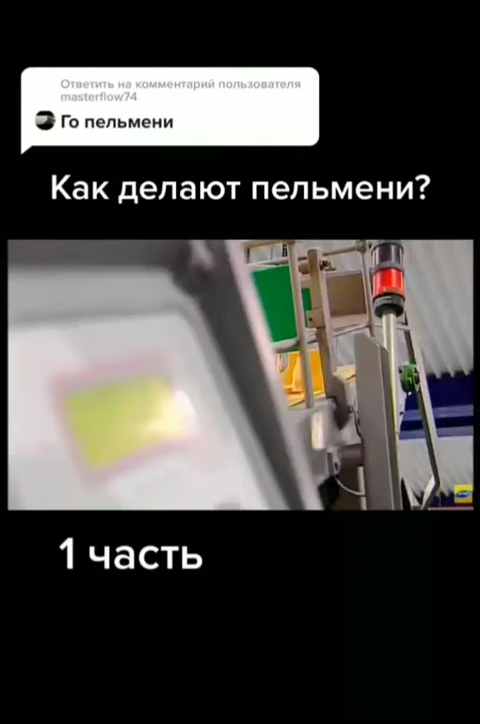 Ответить на комментарий пользователя
masterflow74
Го пельмени
Как делают пельмени?
1 часть